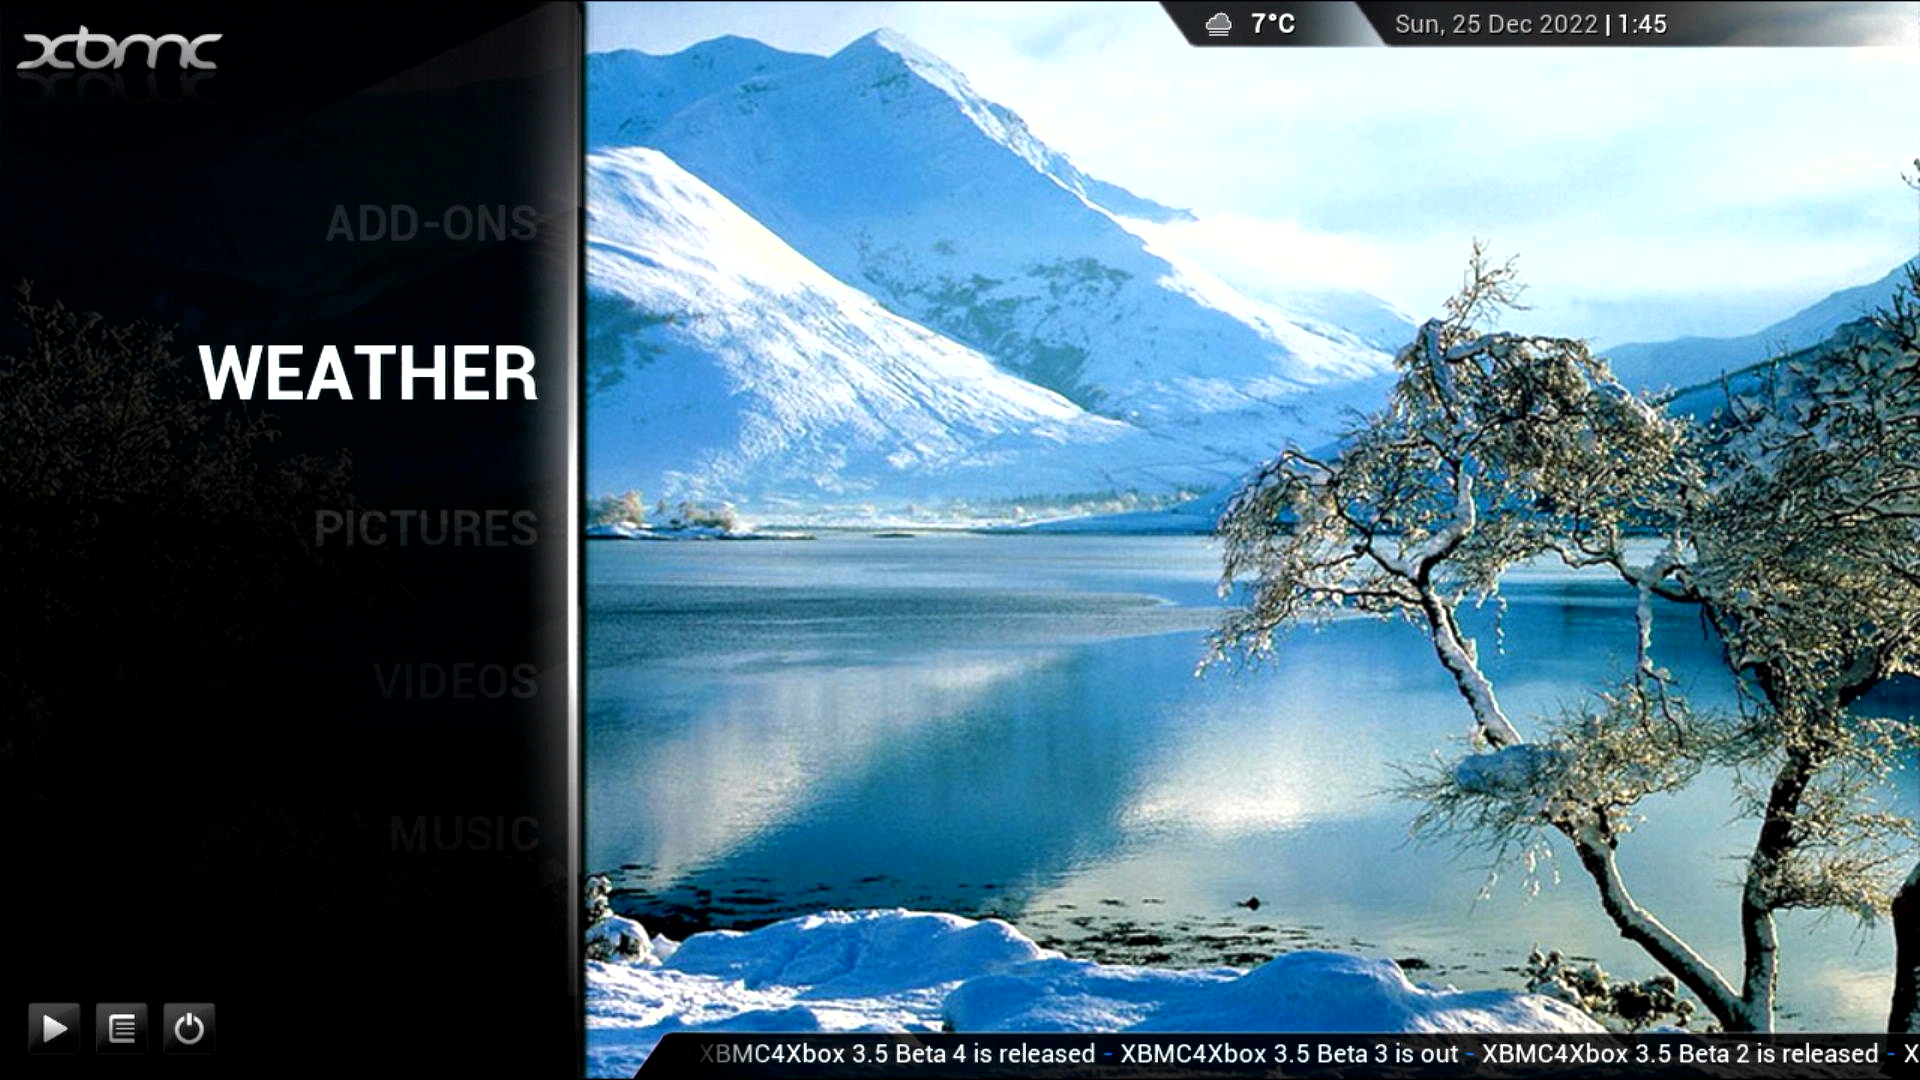 xbmc
7°C
Sun, 25 Dec 2022 | 1:45
ADD-ONS
WEATHER
PICTURES
VIDEOS
MUSIC
XBMC4Xbox 3.5 Beta 4 is released - XBMC4Xbox 3.5 Beta 3 is out - XBMC4Xbox 3.5 Beta 2 is released - X